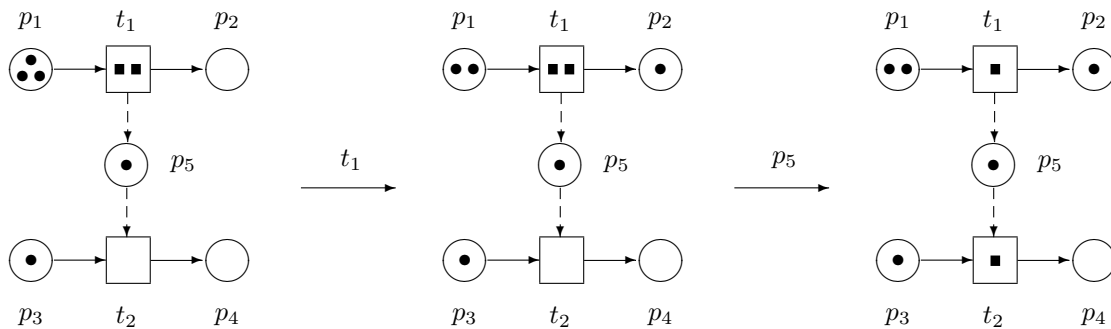 p1 t1 p2 p1 t1 p2 p1 t1 p2
p5 t1 p5 p5 p5
p3 t2 p4 p3 t2 p4 p3 t2 p4